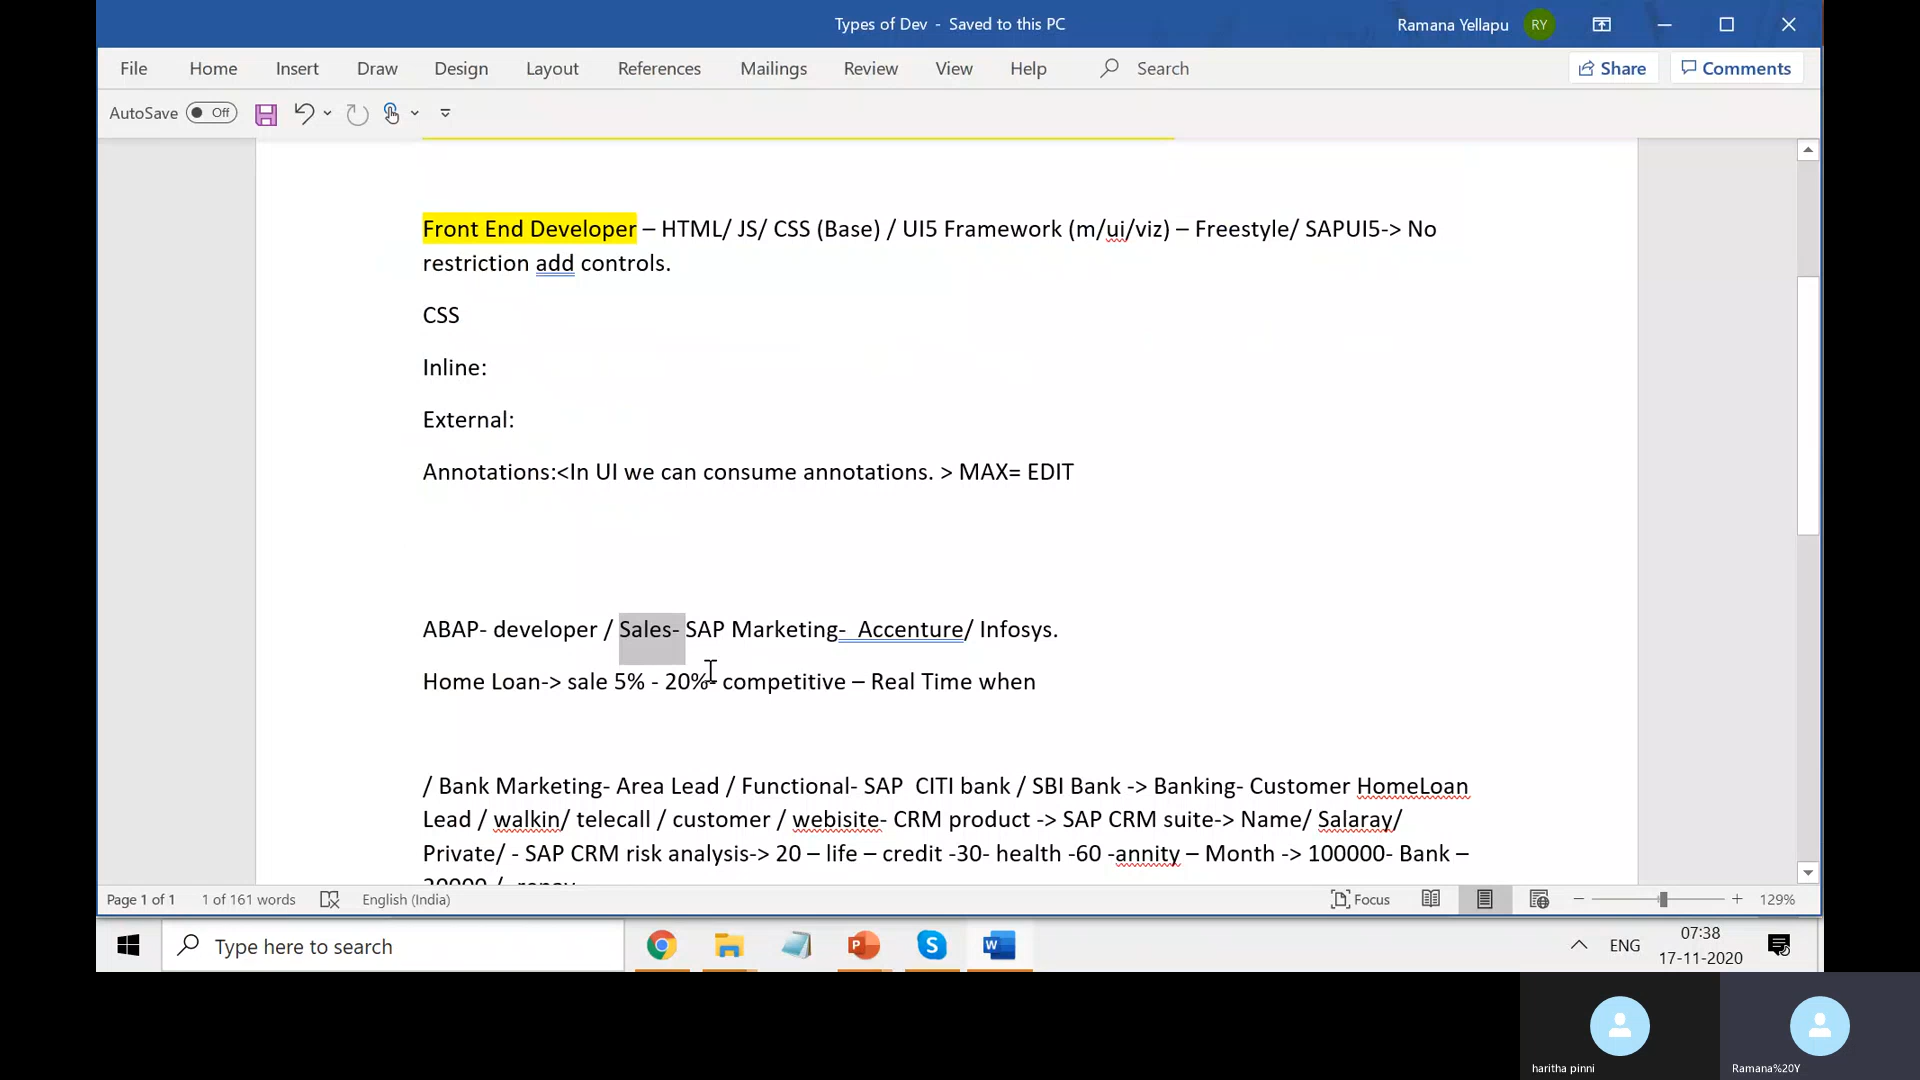 Types of Dev - Saved to this PC
Ramana Yellapu
RY
File Home Insert Draw Design Layout References Mailings Review View Help Search
Share Comments
AutoSave Off
Front End Developer – HTML/ JS/ CSS (Base) / UI5 Framework (m/ui/viz) – Freestyle/ SAPUI5-> No
restriction add controls.
CSS
Inline:
External:
Annotations:<In UI we can consume annotations. > MAX= EDIT
ABAP- developer / Sales- SAP Marketing- Accenture/ Infosys.
Home Loan-> sale 5% - 20%- competitive – Real Time when
/ Bank Marketing- Area Lead / Functional- SAP CITI bank / SBI Bank -> Banking- Customer HomeLoan
Lead / walkin/ telecall / customer / webisite- CRM product -> SAP CRM suite-> Name/ Salaray/
Private/ - SAP CRM risk analysis-> 20 – life – credit -30- health -60 -annity – Month -> 100000- Bank –
Page 1 of 1 1 of 161 words English (India) Focus 129%
Type here to search
ENG
07:38
17-11-2020
haritha pinni
Ramana%20Y